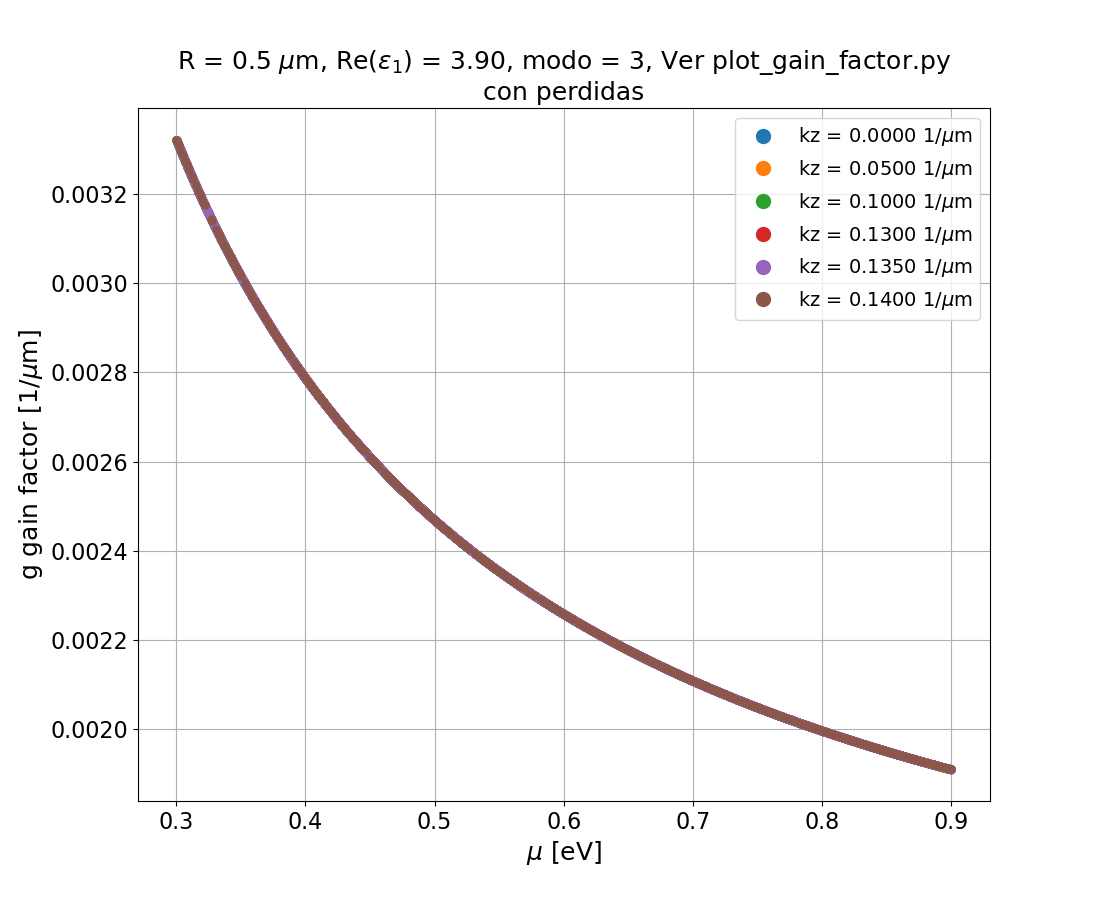 R = 0.5 μm, Re(ε₁) = 3.90, modo = 3, Ver plot_gain_factor.py
con perdidas
kz = 0.0000 1/μm
kz = 0.0500 1/μm
kz = 0.1000 1/μm
kz = 0.1300 1/μm
kz = 0.1350 1/μm
kz = 0.1400 1/μm
g gain factor [1/μm]
0.0032
0.0030
0.0028
0.0026
0.0024
0.0022
0.0020
0.3 0.4 0.5 0.6 0.7 0.8 0.9
μ [eV]